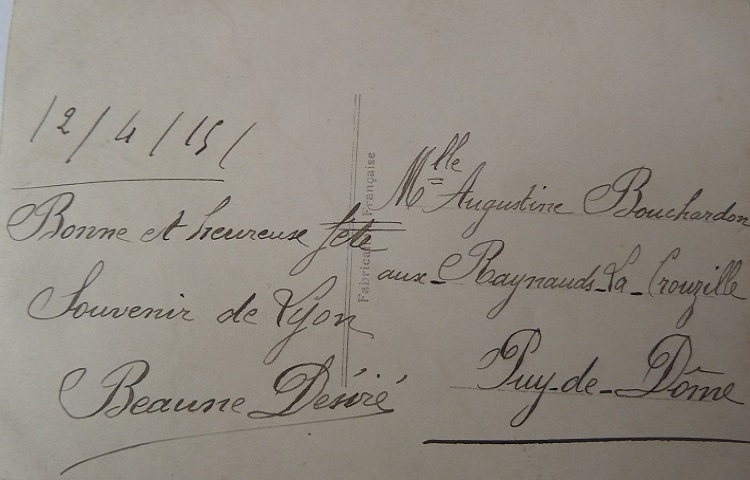 12/4/15/
Bonne et heureuse fête
Souvenir de Lyon
Beaune Désiré
Fabrication Française
Mlle Augustine Bouchardon
aux-Raynauds-La-Crouzille
Puy-de-Dôme